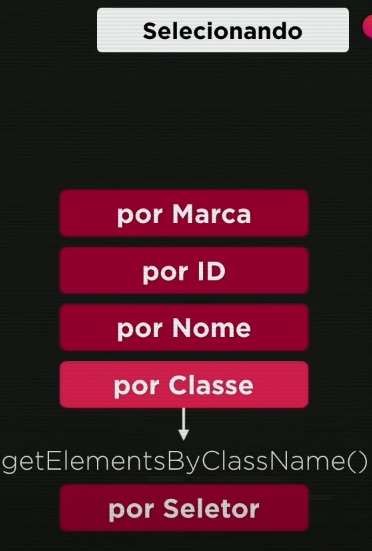 Selecionando
por Marca
por ID
por Nome
por Classe
getElementsByClassName()
por Seletor